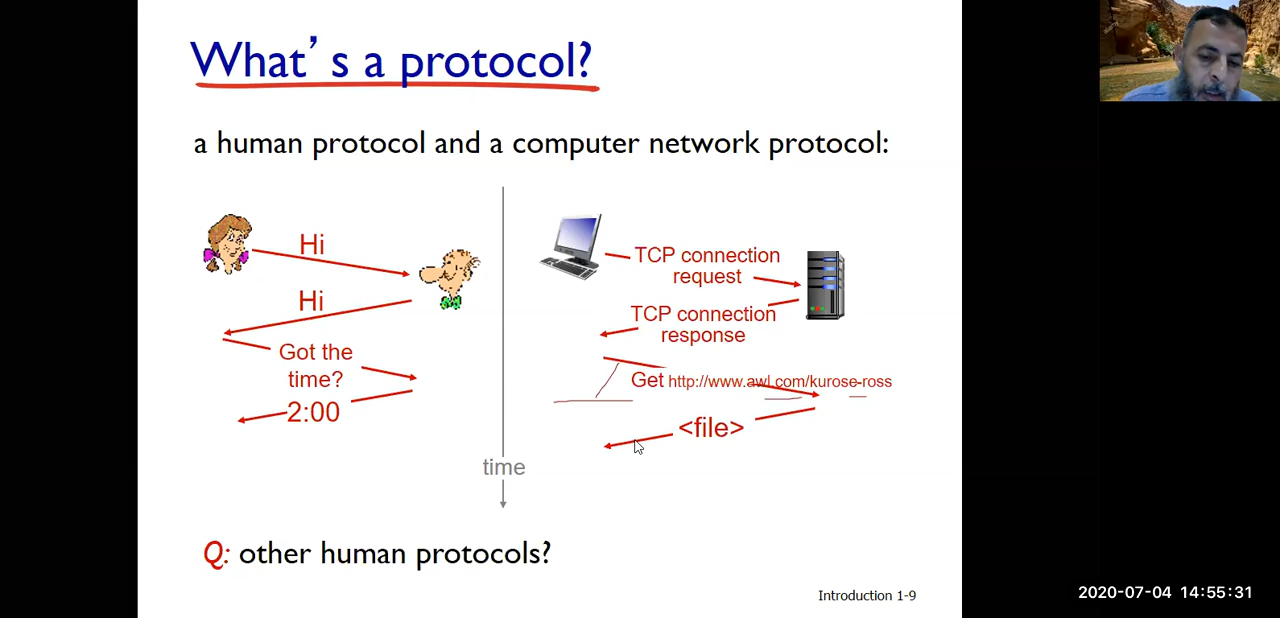 What's a protocol?
a human protocol and a computer network protocol:
Hi
Hi
Got the
time?
2:00
time
TCP connection
request
TCP connection
response
Get http://www.awl.com/kurose-ross
<file>
Q: other human protocols?
Introduction 1-9
2020-07-04 14:55:31